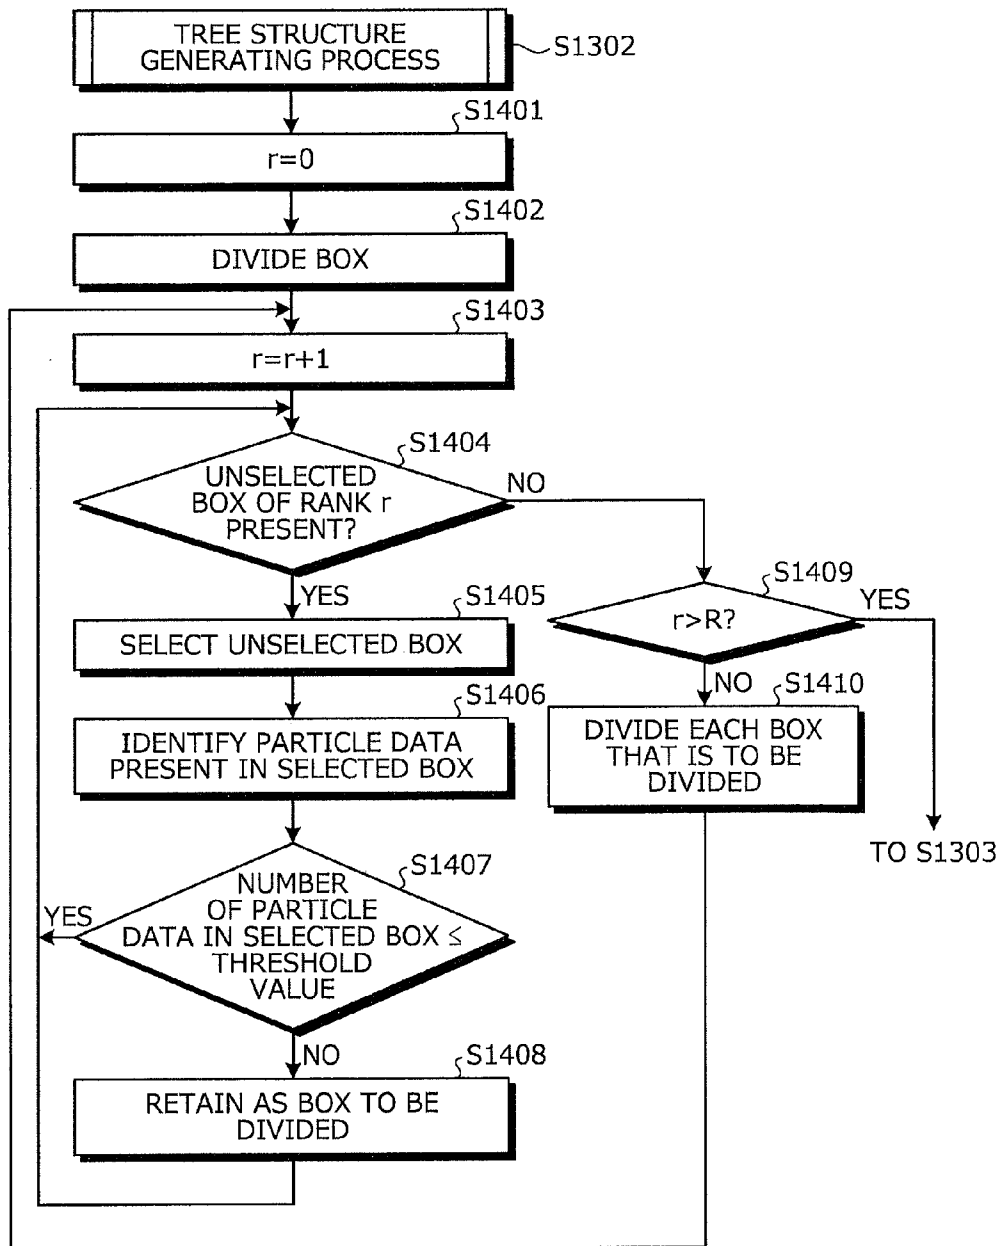 TREE STRUCTURE
GENERATING PROCESS
S1302
S1401
r=0
S1402
DIVIDE BOX
S1403
r=r+1
S1404
UNSELECTED
BOX OF RANK r
PRESENT?
NO
YES
S1405
SELECT UNSELECTED BOX
S1406
IDENTIFY PARTICLE DATA
PRESENT IN SELECTED BOX
S1407
NUMBER
OF PARTICLE
DATA IN SELECTED BOX ≤
THRESHOLD
VALUE
YES
NO
S1408
RETAIN AS BOX TO BE
DIVIDED
S1409
r>R?
YES
NO
S1410
DIVIDE EACH BOX
THAT IS TO BE
DIVIDED
TO S1303